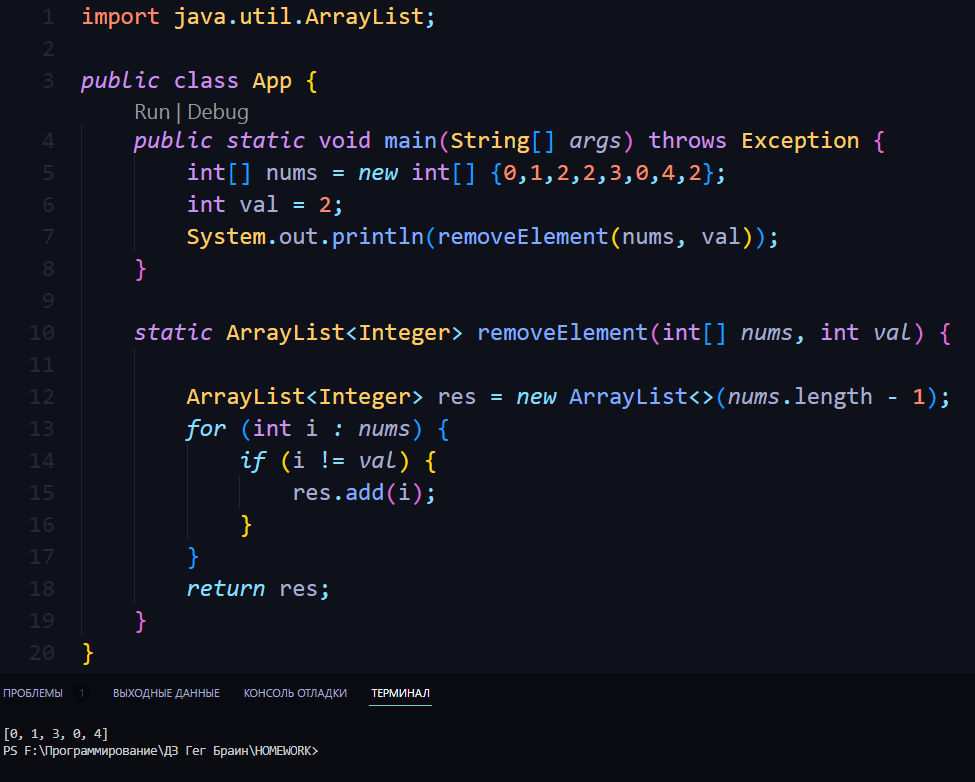 1 import java.util.ArrayList;
2
3 public class App {
Run | Debug
4 public static void main(String[] args) throws Exception {
5 int[] nums = new int[] {0,1,2,2,3,0,4,2};
6 int val = 2;
7 System.out.println(removeElement(nums, val));
8 }
9
10 static ArrayList<Integer> removeElement(int[] nums, int val) {
11
12 ArrayList<Integer> res = new ArrayList<>(nums.length - 1);
13 for (int i : nums) {
14 if (i != val) {
15 res.add(i);
16 }
17 }
18 return res;
19 }
20 }
ПРОБЛЕМЫ 1 ВЫХОДНЫЕ ДАННЫЕ КОНСОЛЬ ОТЛАДКИ ТЕРМИНАЛ
[0, 1, 3, 0, 4]
PS F:\Программирование\ДЗ Гег Браин\HOMEWORK>